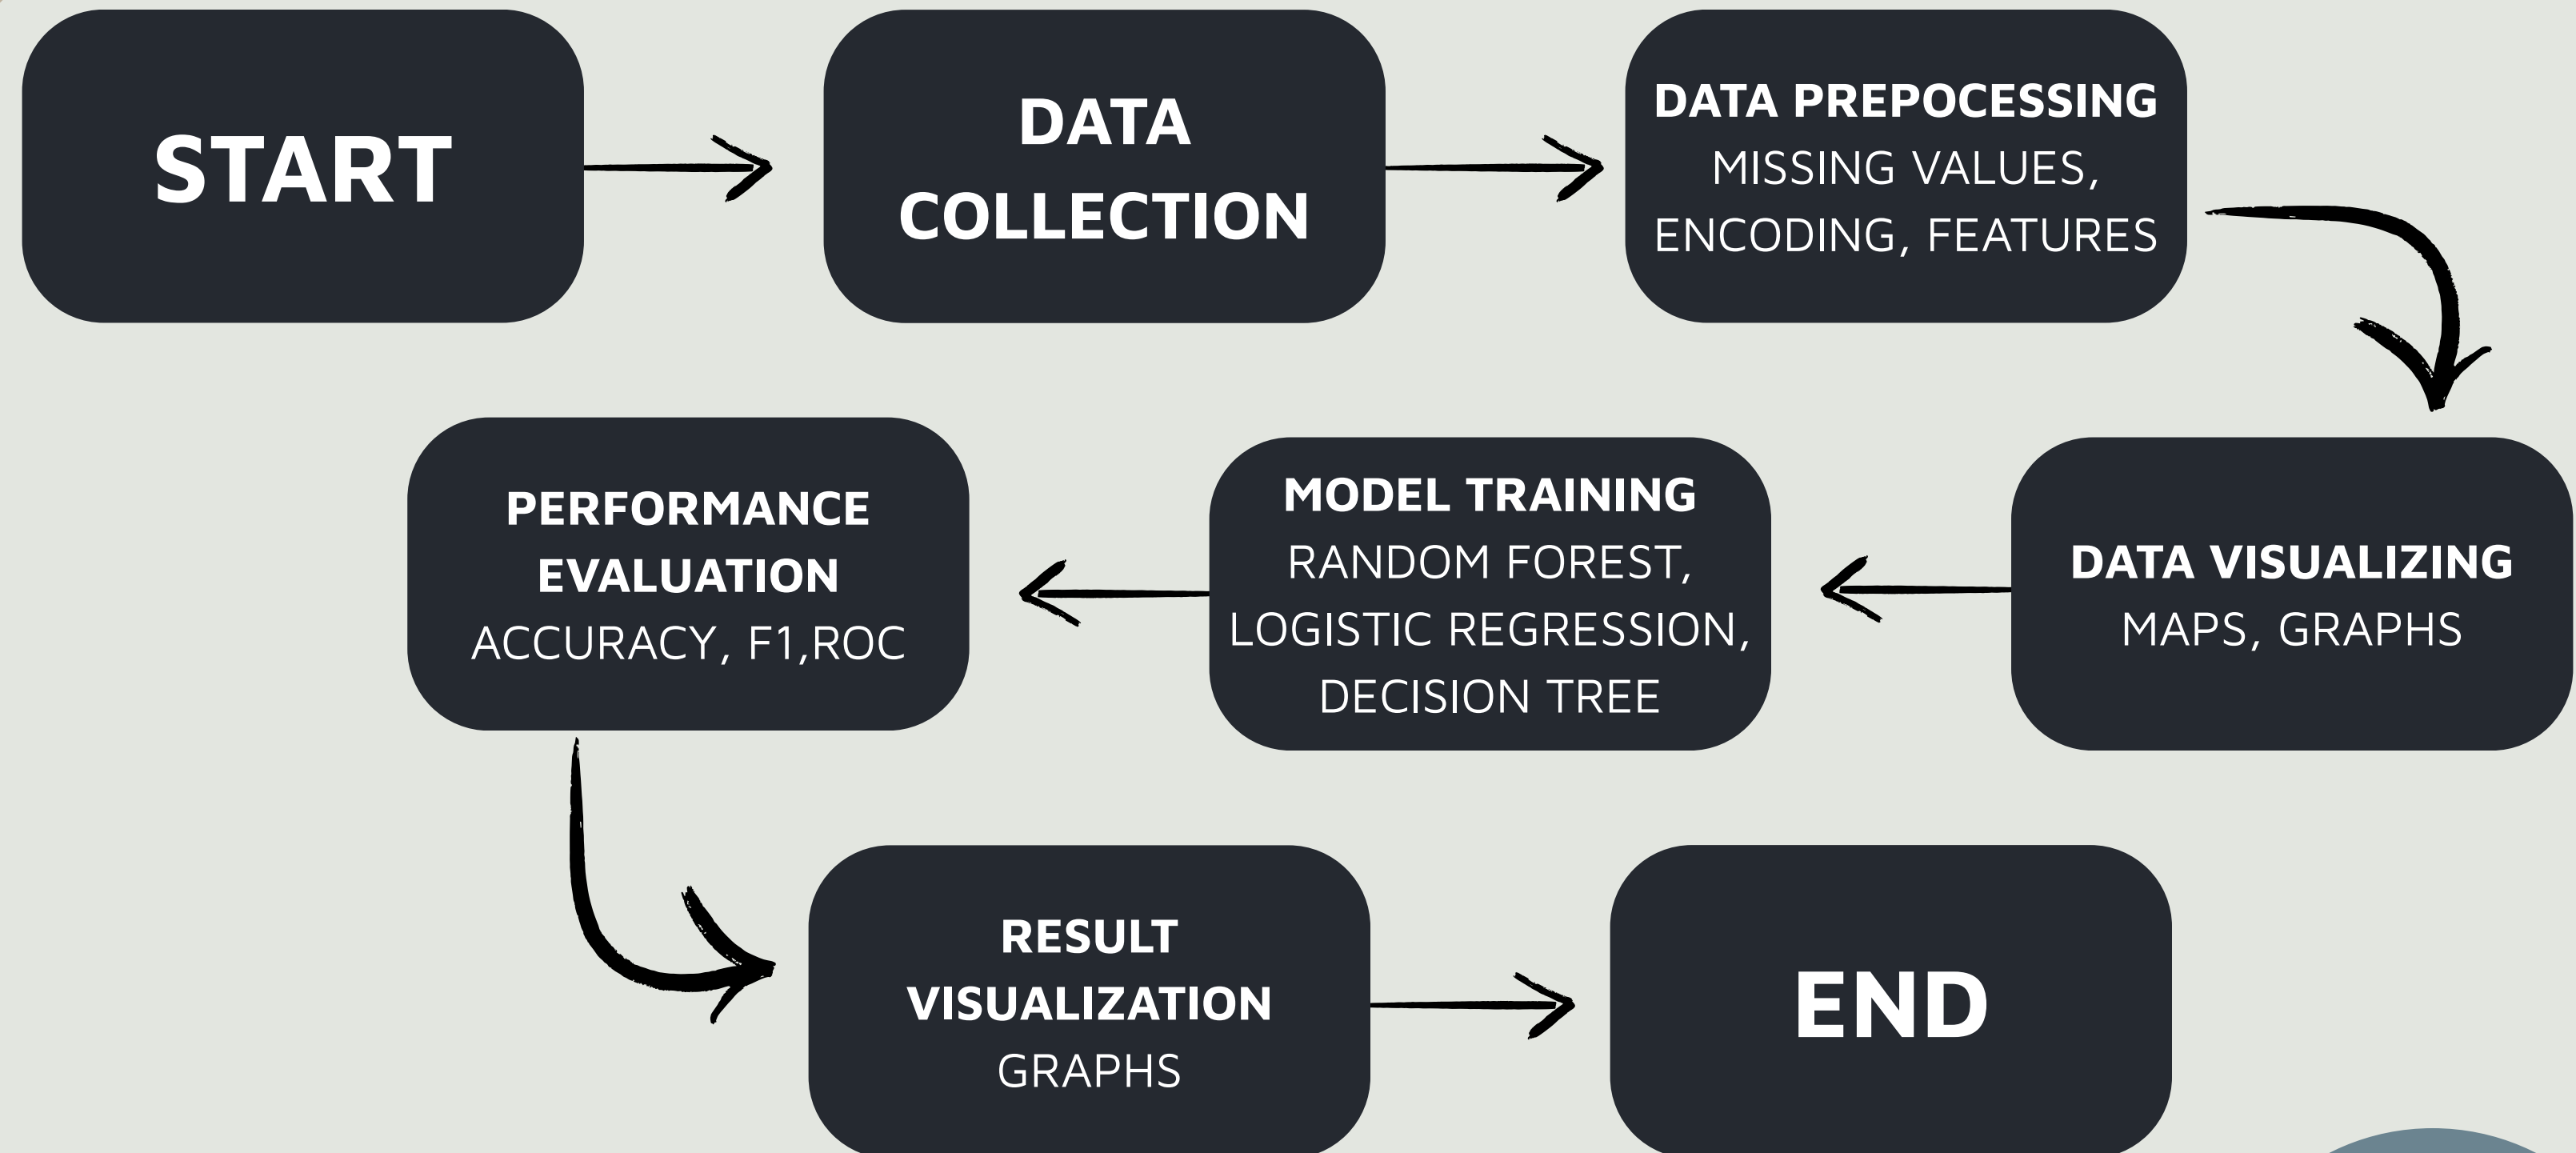 START
DATA
COLLECTION
DATA PREPOCESSING
MISSING VALUES,
ENCODING, FEATURES
DATA VISUALIZING
MAPS, GRAPHS
MODEL TRAINING
RANDOM FOREST,
LOGISTIC REGRESSION,
DECISION TREE
PERFORMANCE
EVALUATION
ACCURACY, F1,ROC
RESULT
VISUALIZATION
GRAPHS
END